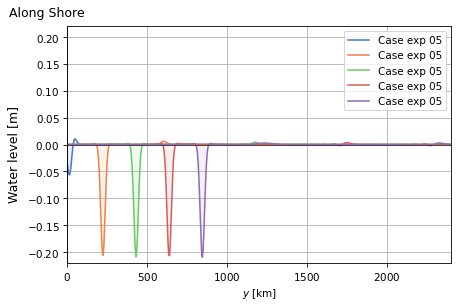 Along Shore
Water level [m]
0.20
0.15
0.10
0.05
0.00
−0.05
−0.10
−0.15
−0.20
Case exp 05
Case exp 05
Case exp 05
Case exp 05
Case exp 05
0 500 1000 1500 2000
y [km]